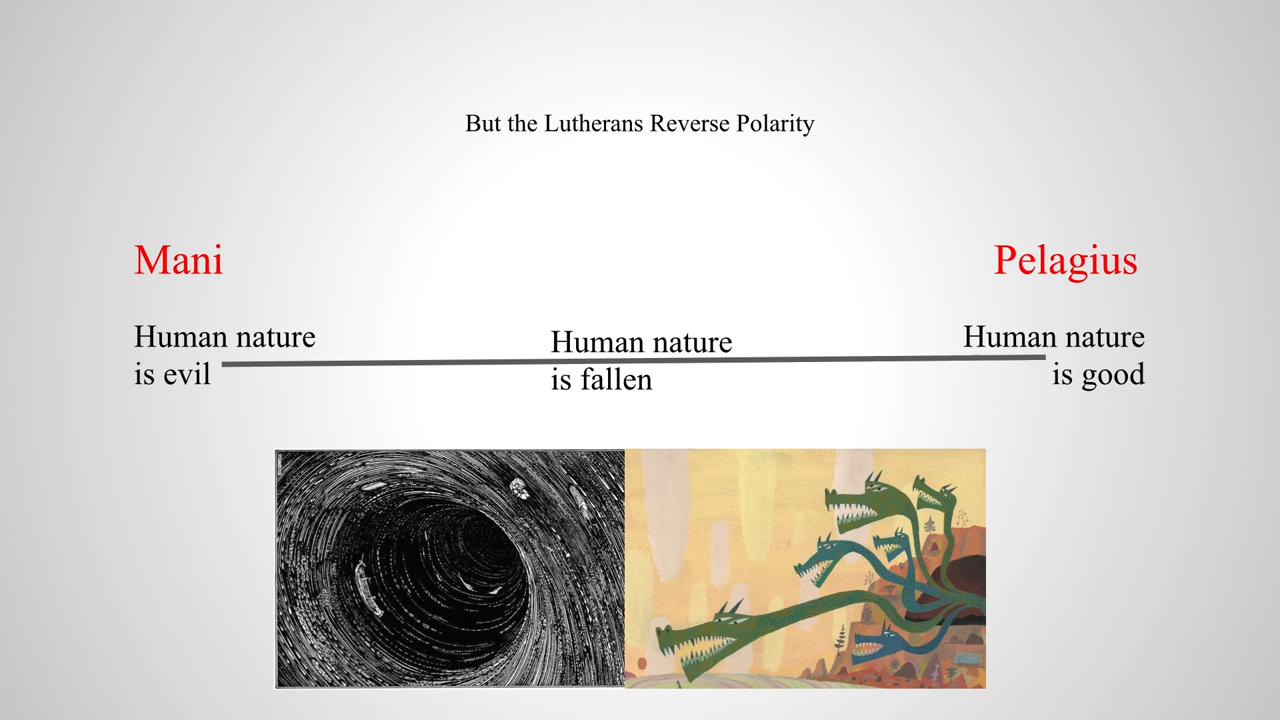 But the Lutherans Reverse Polarity
Mani
Pelagius
Human nature
is evil
Human nature
is fallen
Human nature
is good